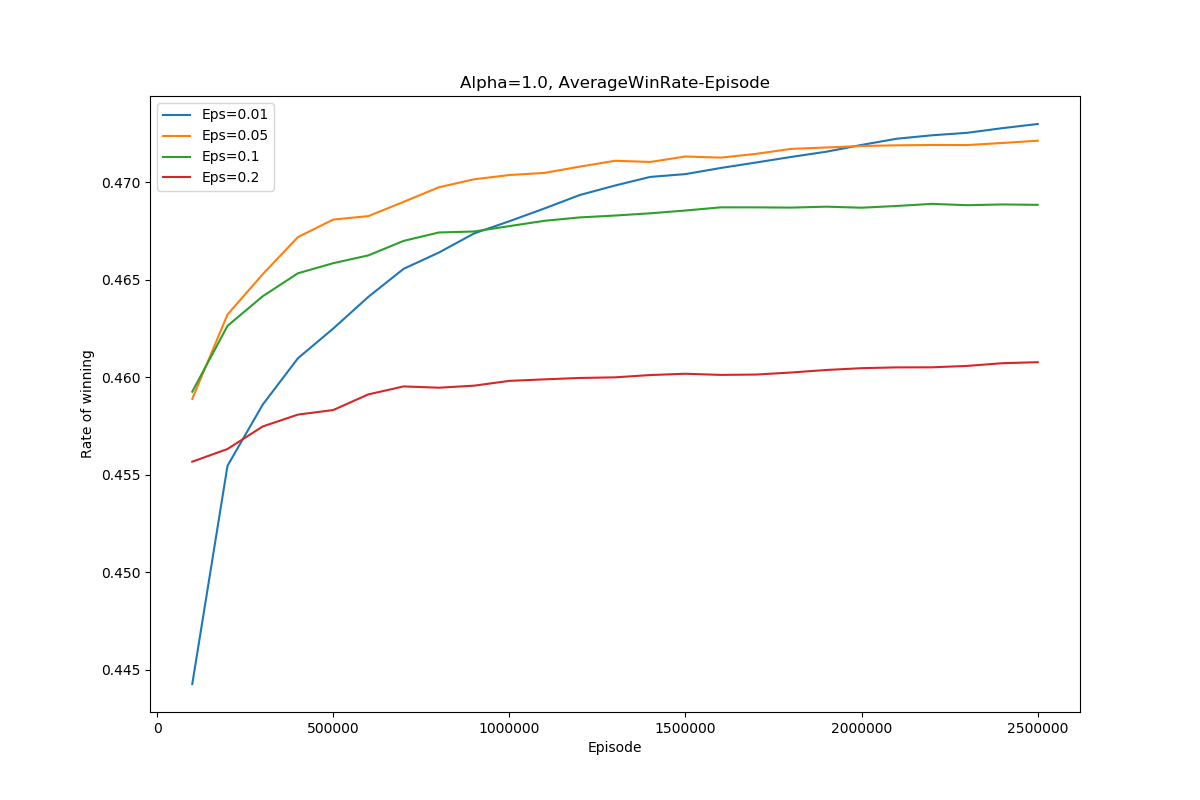 Alpha=1.0, AverageWinRate-Episode
Eps=0.01
Eps=0.05
Eps=0.1
Eps=0.2
Rate of winning
0.470
0.465
0.460
0.455
0.450
0.445
0 500000 1000000 1500000 2000000 2500000
Episode